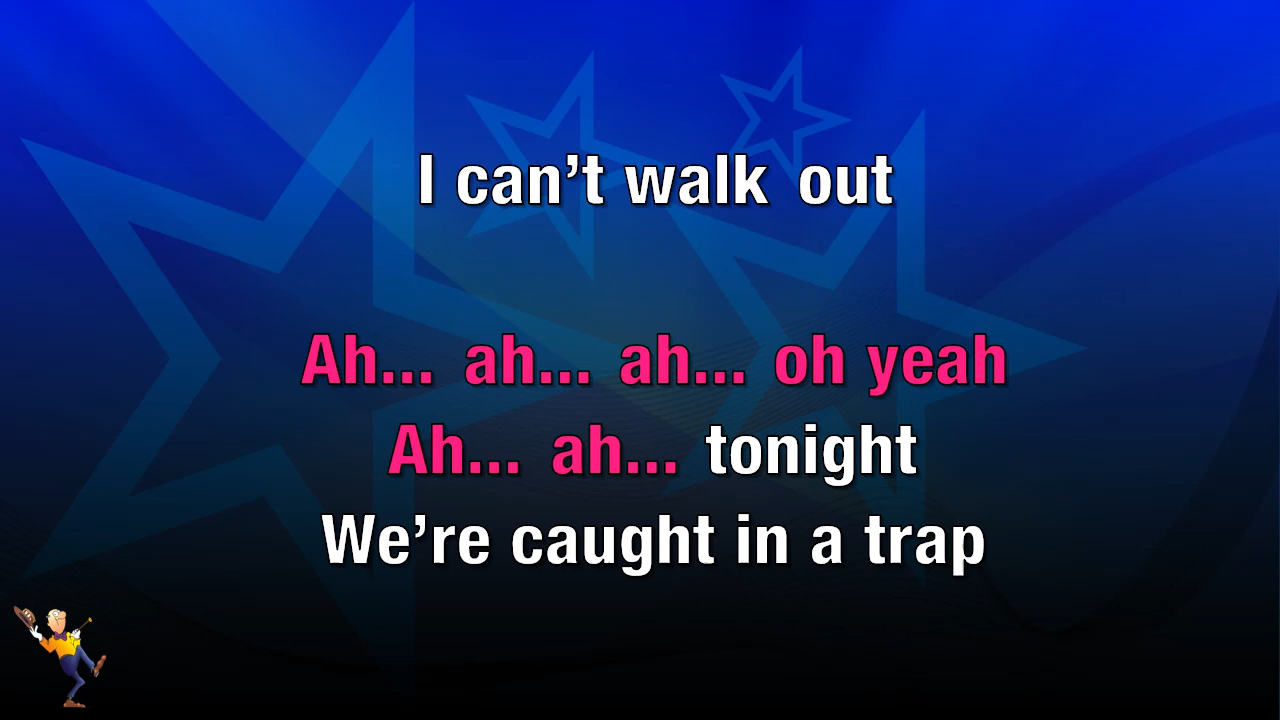 I can’t walk out
Ah... ah... ah... oh yeah
Ah... ah... tonight
We’re caught in a trap